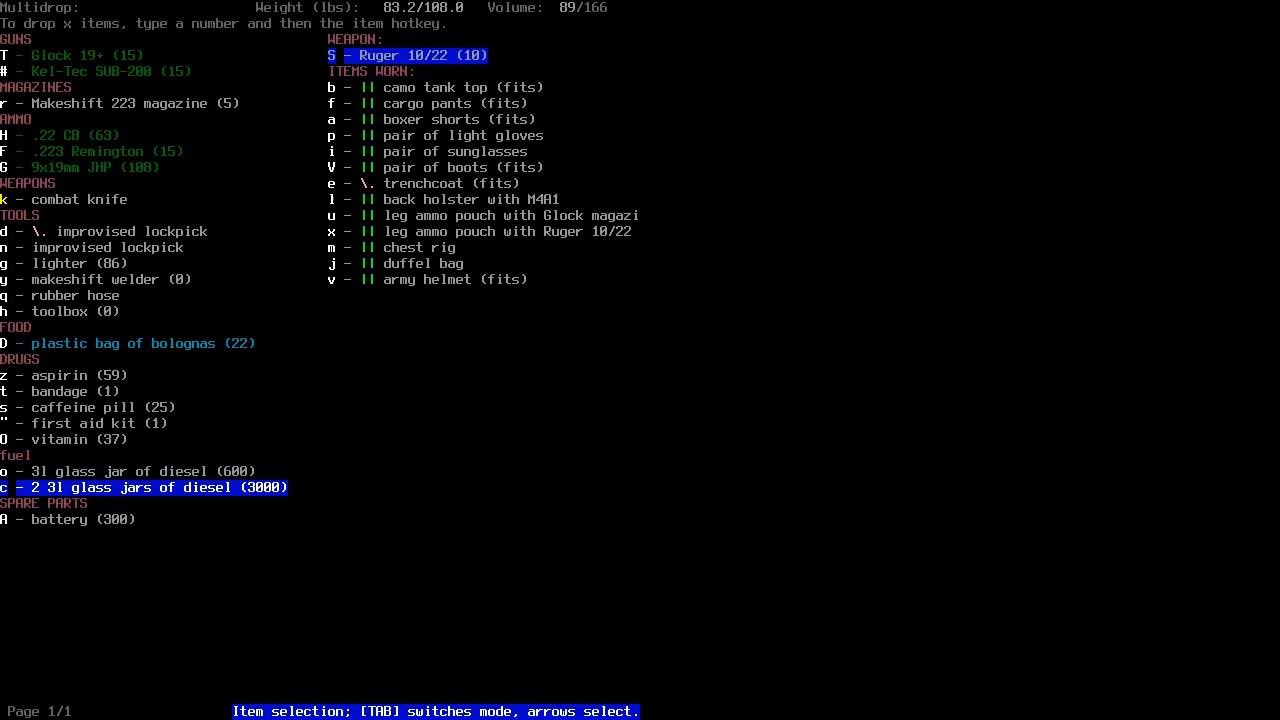 Multidrop: Weight (lbs): 83.2/108.0 Volume: 89/166
To drop x items, type a number and then the item hotkey.
GUNS
T - Glock 19+ (15)
# - Kel-Tec SUB-200 (15)
MAGAZINES
r - Makeshift 223 magazine (5)
AMMO
H - .22 CB (63)
F - .223 Remington (15)
G - 9x19mm JHP (108)
WEAPONS
k - combat knife
TOOLS
d - \. improvised lockpick
n - improvised lockpick
g - lighter (86)
y - makeshift welder (0)
q - rubber hose
h - toolbox (0)
FOOD
D - plastic bag of bolognas (22)
DRUGS
z - aspirin (59)
t - bandage (1)
s - caffeine pill (25)
" - first aid kit (1)
O - vitamin (37)
fuel
o - 3l glass jar of diesel (600)
c - 2 3l glass jars of diesel (3000)
SPARE PARTS
A - battery (300)
WEAPON:
S - Ruger 10/22 (10)
ITEMS WORN:
b - || camo tank top (fits)
f - || cargo pants (fits)
a - || boxer shorts (fits)
p - || pair of light gloves
i - || pair of sunglasses
V - || pair of boots (fits)
e - \. trenchcoat (fits)
l - || back holster with M4A1
u - || leg ammo pouch with Glock magazi
x - || leg ammo pouch with Ruger 10/22
m - || chest rig
j - || duffel bag
v - || army helmet (fits)
Page 1/1 Item selection; [TAB] switches mode, arrows select.